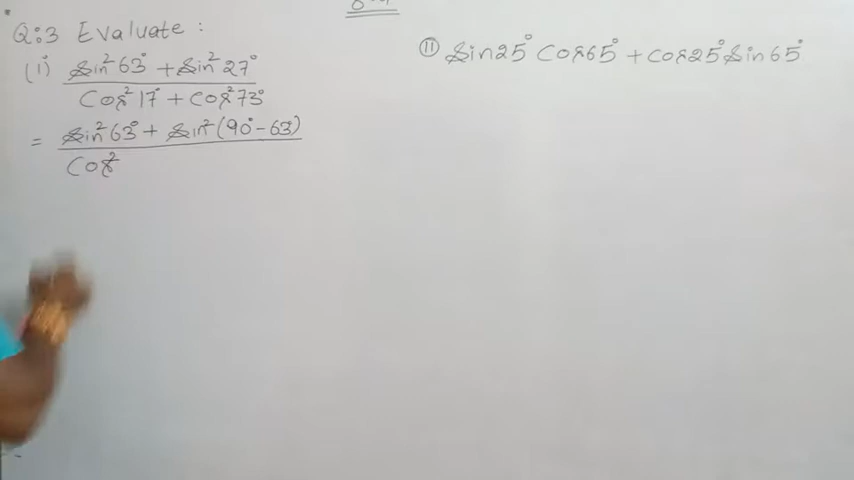 Q:3 Evaluate :
(i) sin²63° + sin²27°
cos²17° + cos²73°
= sin²63° + sin²(90° - 63)
cos²
(ii) sin25° cos65° + cos25° sin65°